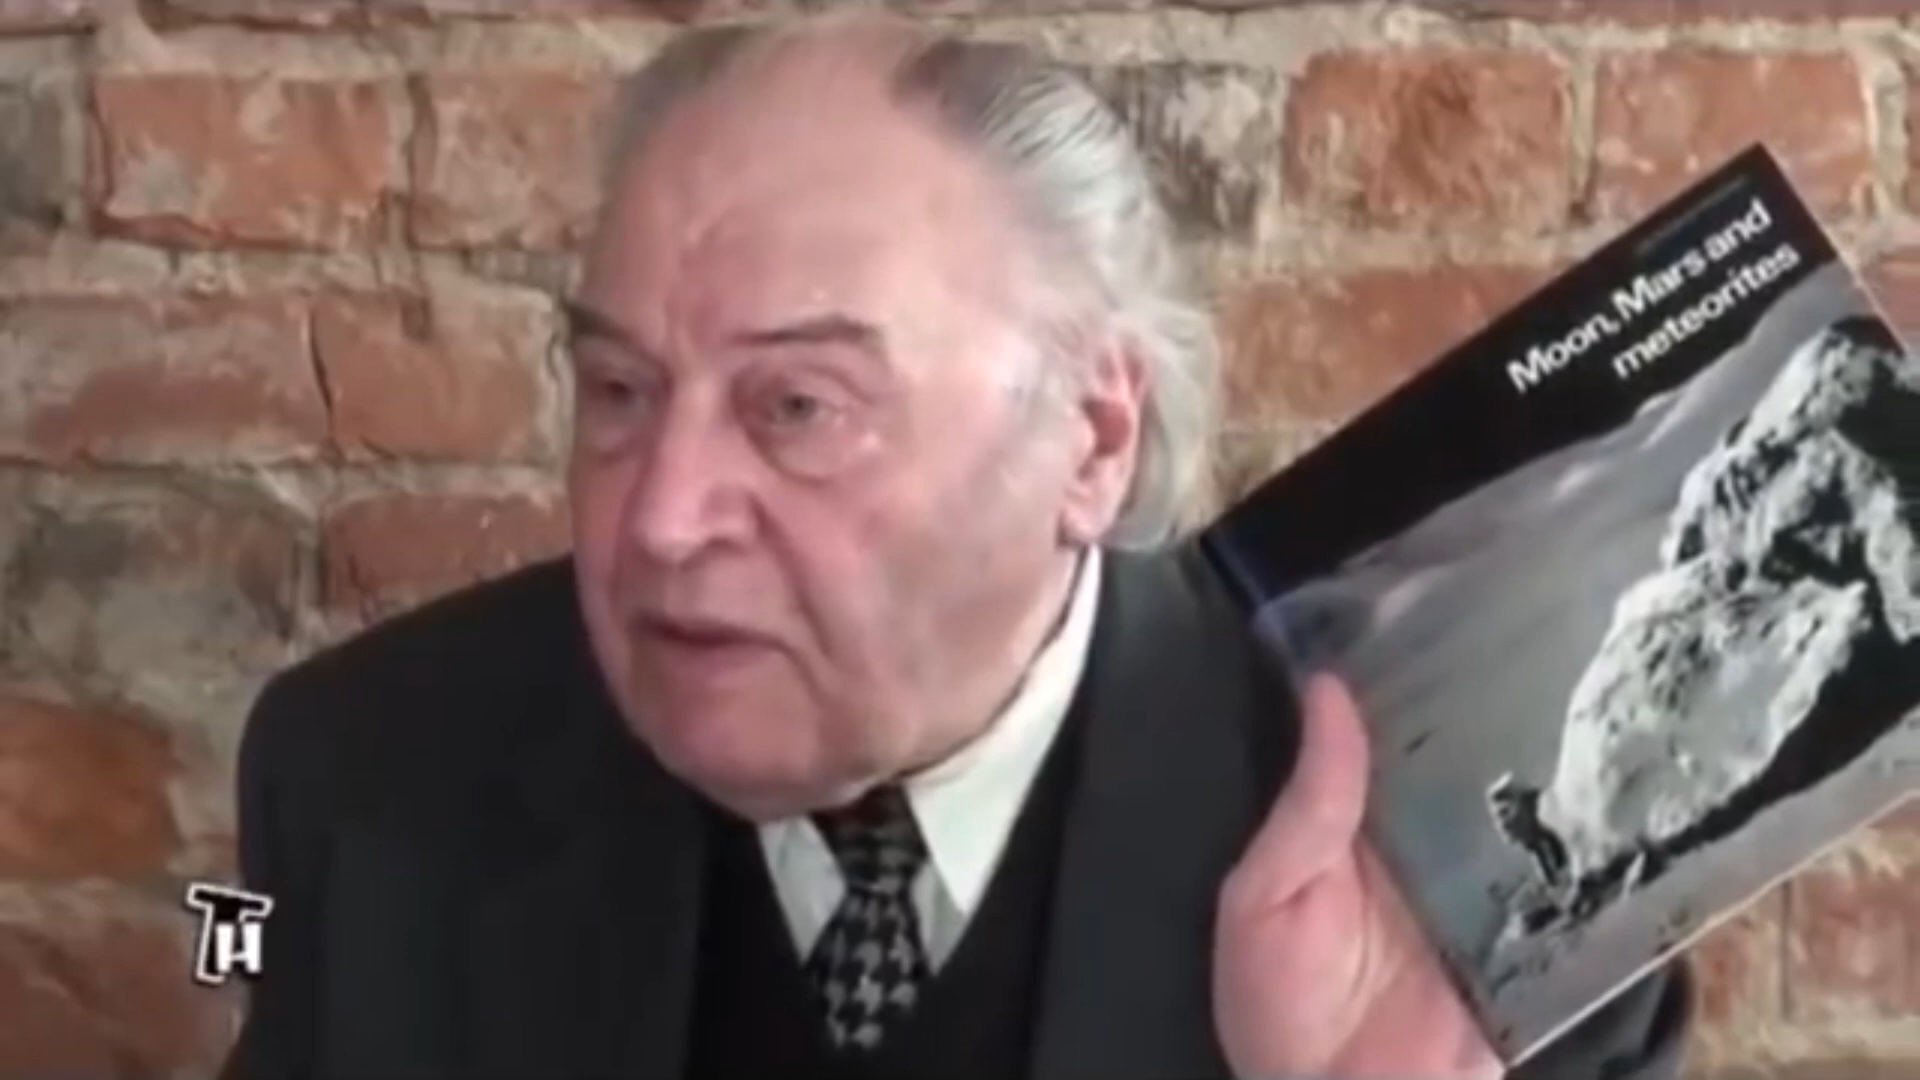 Moon, Mars and
meteorites
ТН